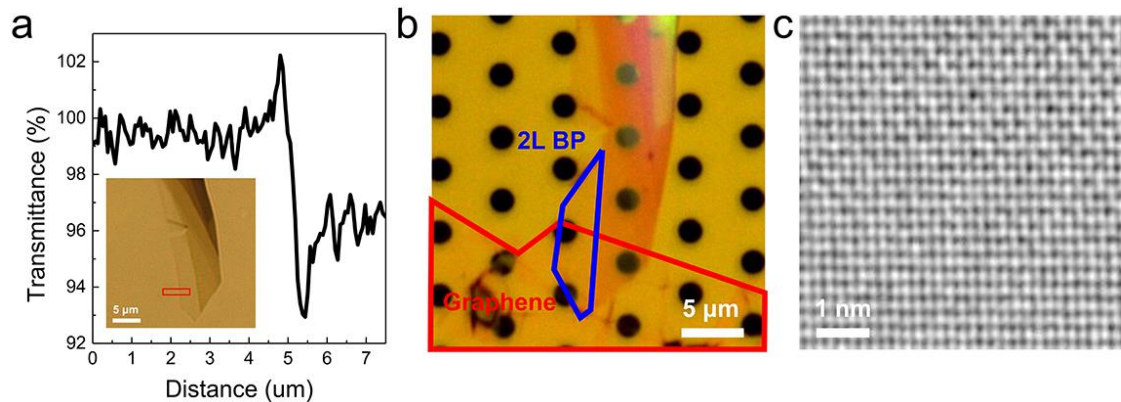 a
102
100
98
96
94
92
Transmittance (%)
5 μm
0 1 2 3 4 5 6 7
Distance (um)
b
2L BP
Graphene
5 μm
c
1 nm